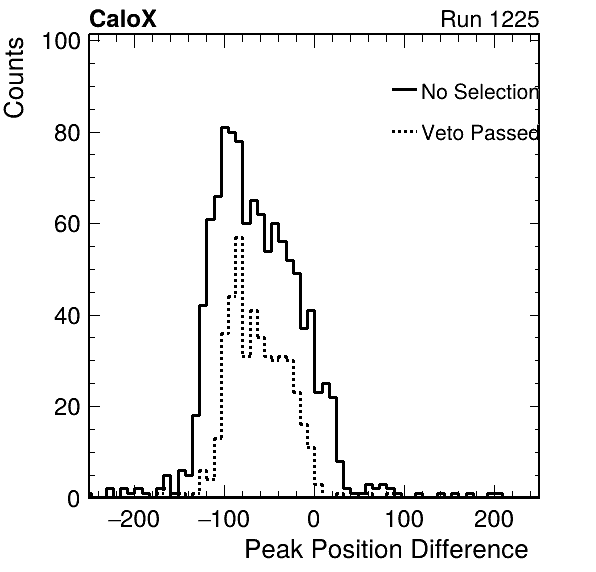 CaloX Run 1225
Counts
100
No Selection
80
Veto Passed
60
40
20
0
−200 −100 0 100 200
Peak Position Difference